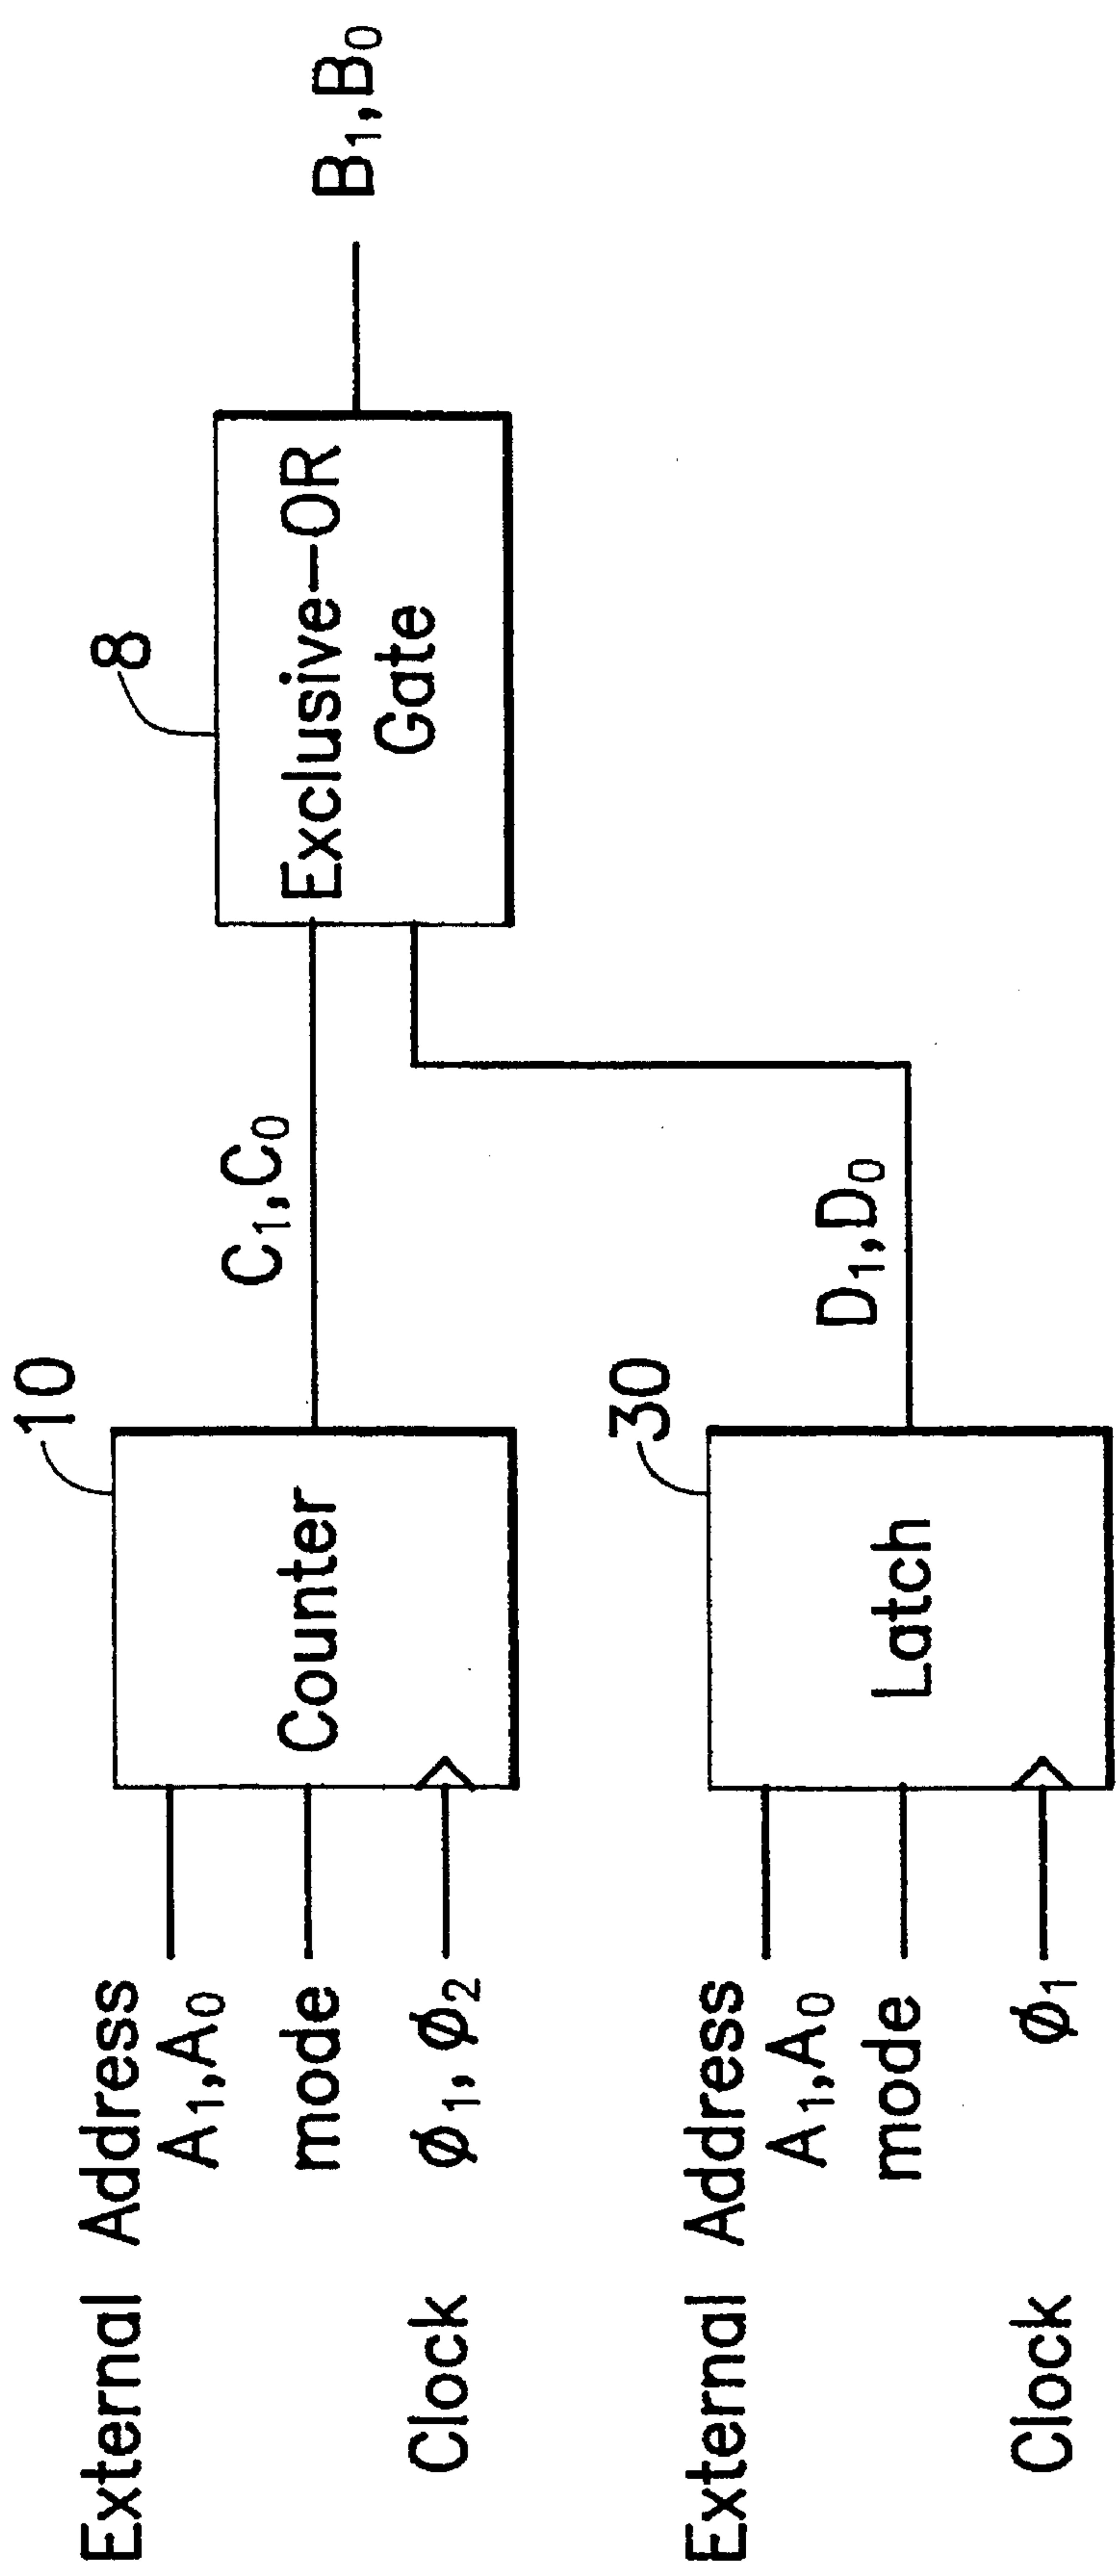 10
External Address
A₁,A₀
mode
Clock
ϕ₁, ϕ₂
Counter
C₁,C₀
8
Exclusive-OR
Gate
B₁,B₀
30
External Address
A₁,A₀
mode
Clock
ϕ₁
Latch
D₁,D₀